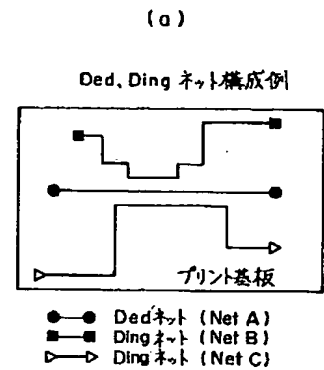 (a)
Ded、Ding ネット構成例
プリント基板
Dedネット (Net A)
Dingネット (Net B)
Dingネット (Net C)